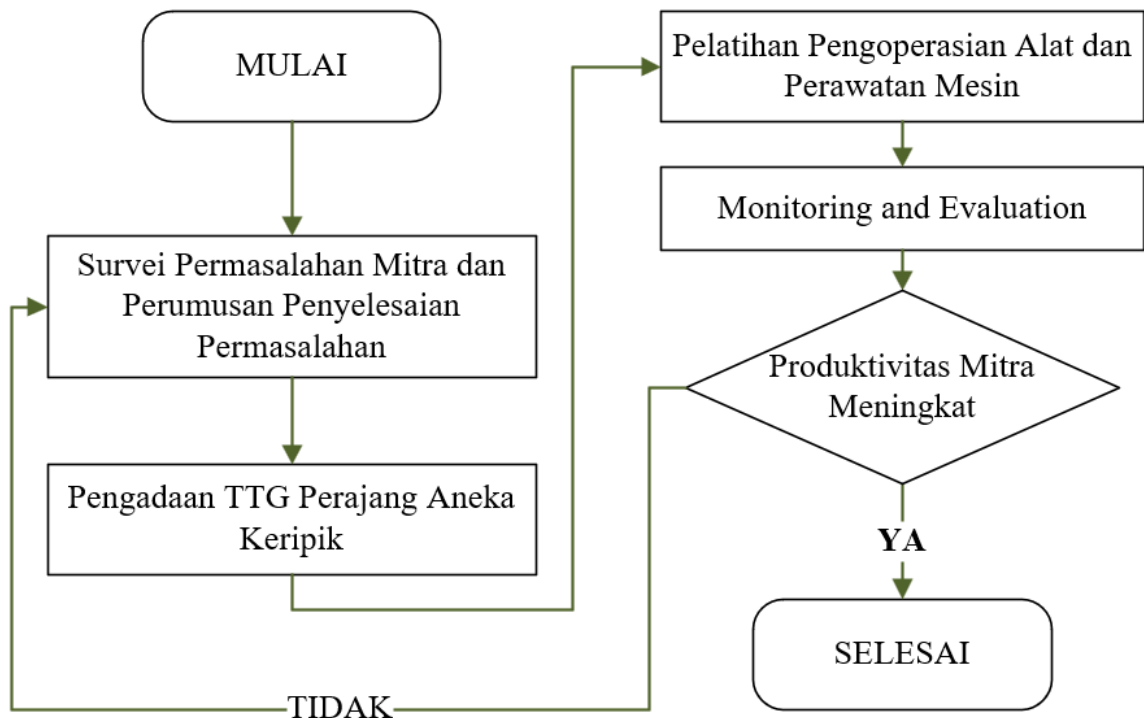 MULAI
Survei Permasalahan Mitra dan
Perumusan Penyelesaian
Permasalahan
Pengadaan TTG Perajang Aneka
Keripik
Pelatihan Pengoperasian Alat dan
Perawatan Mesin
Monitoring and Evaluation
Produktivitas Mitra
Meningkat
YA
SELESAI
TIDAK